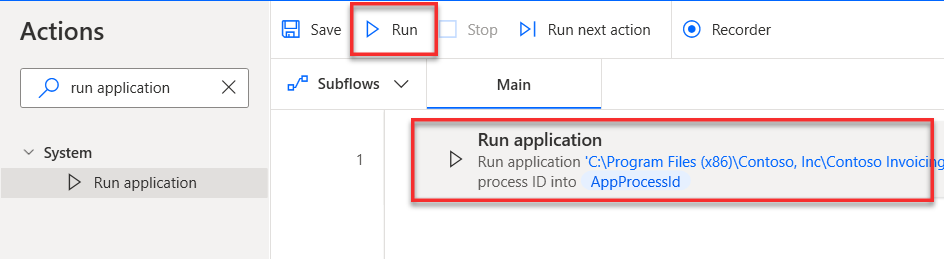 Actions
run application
System
Run application
Save
Run
Stop
Run next action
Recorder
Subflows
Main
1
Run application
Run application 'C:\Program Files (x86)\Contoso, Inc\Contoso Invoicing
process ID into AppProcessId